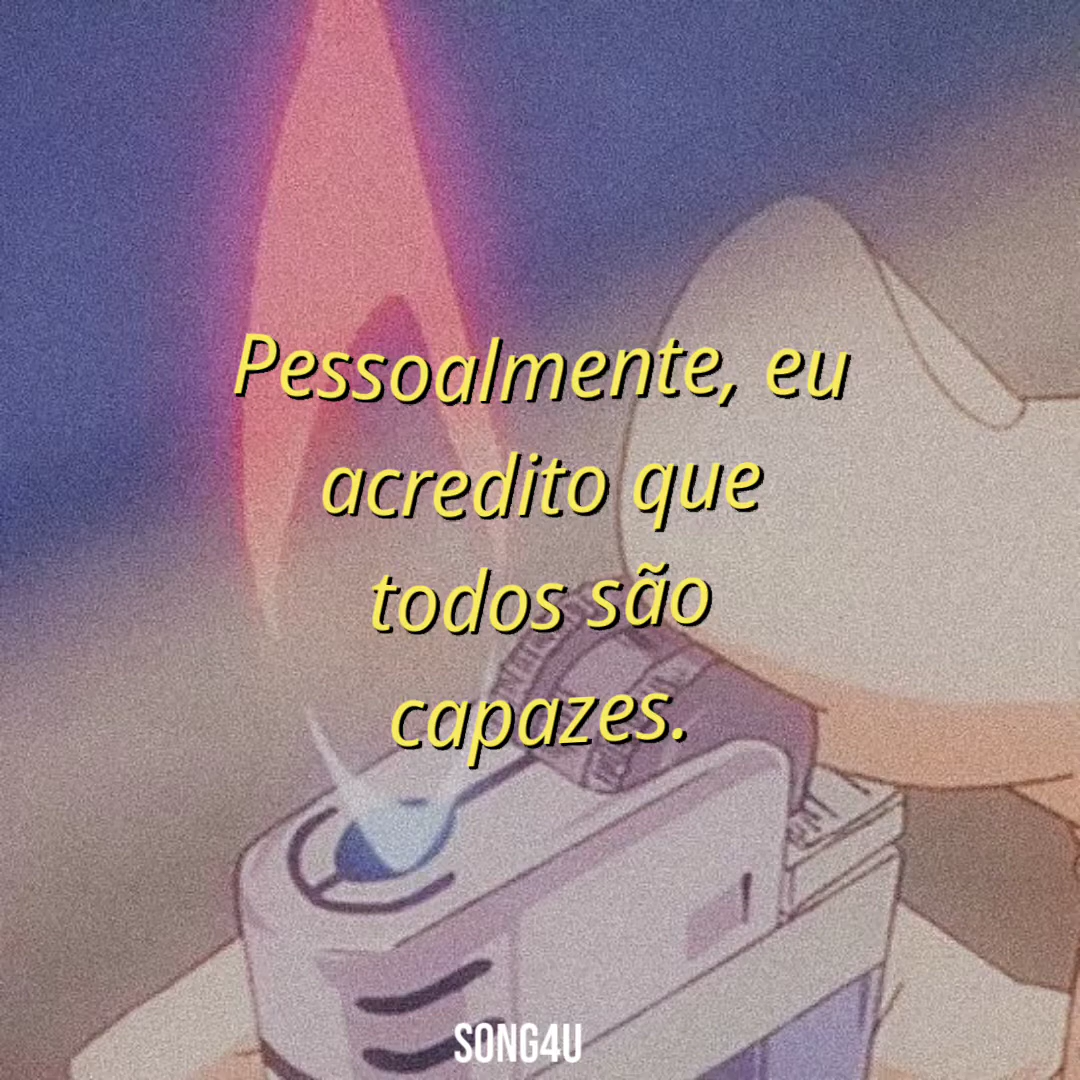 Pessoalmente, eu
acredito que
todos são
capazes.
SONG4U